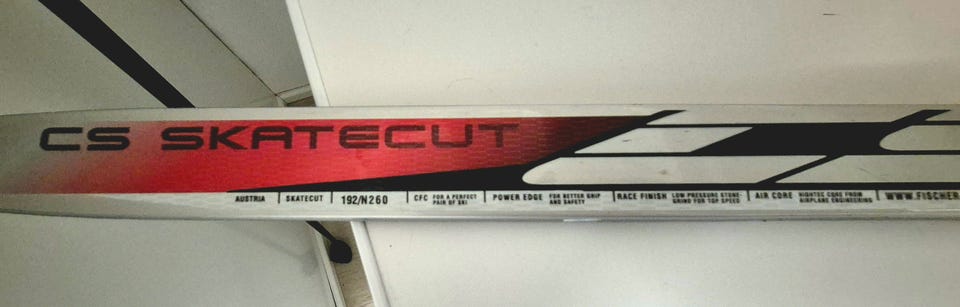 CS SKATECUT
AUSTRIA | SKATECUT | 192/N260 | CFC FOR A PERFECT PAIR OF SKI | POWER EDGE FOR BETTER GRIP AND SAFETY | RACE FINISH LOW PRESSURE STONE-GRIND FOR TOP SPEED | AIR CORE HIGHTEC CORE FROM AIRPLANE ENGINEERING | WWW.FISCHER